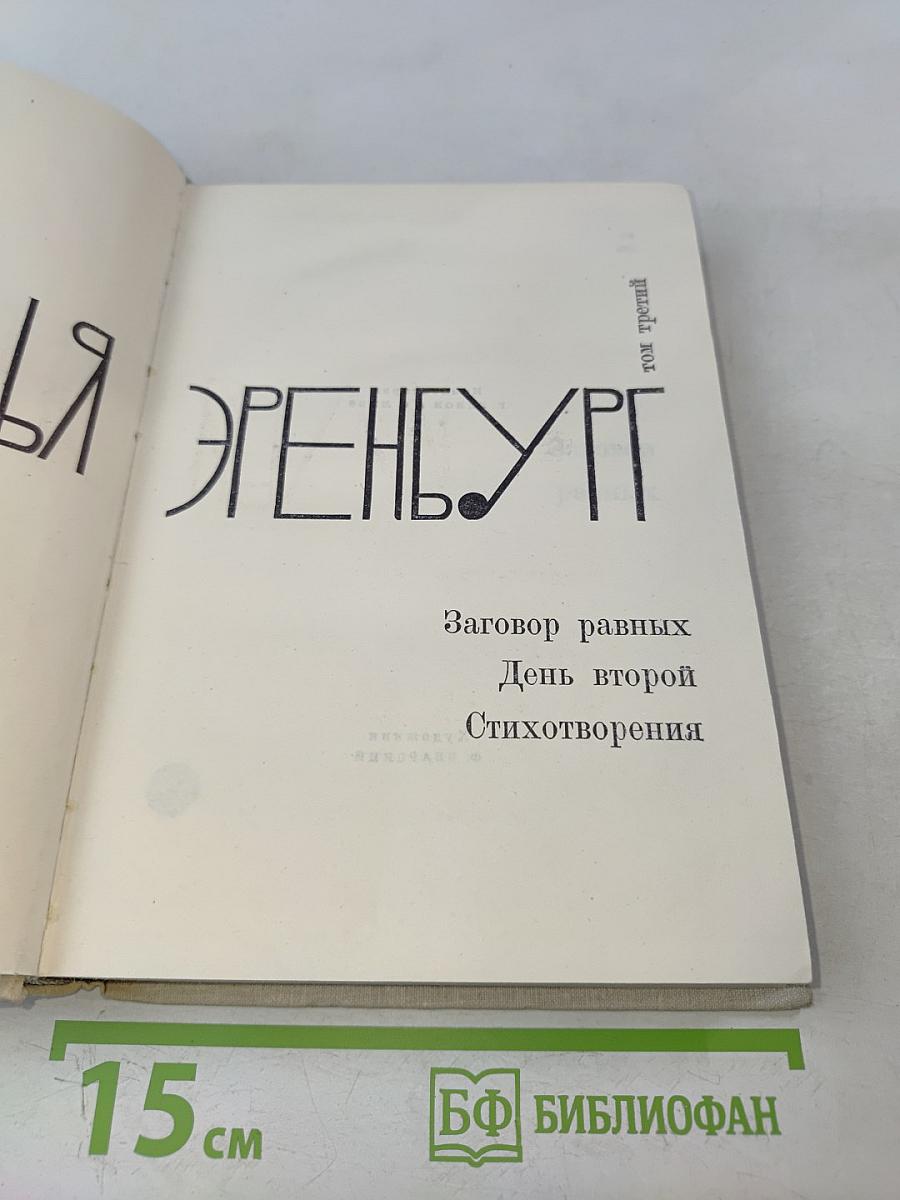 ЬЯ
том третий
ЭРЕНБУРГ
Заговор равных
День второй
Стихотворения
15 см
БФ БИБЛИОФАН